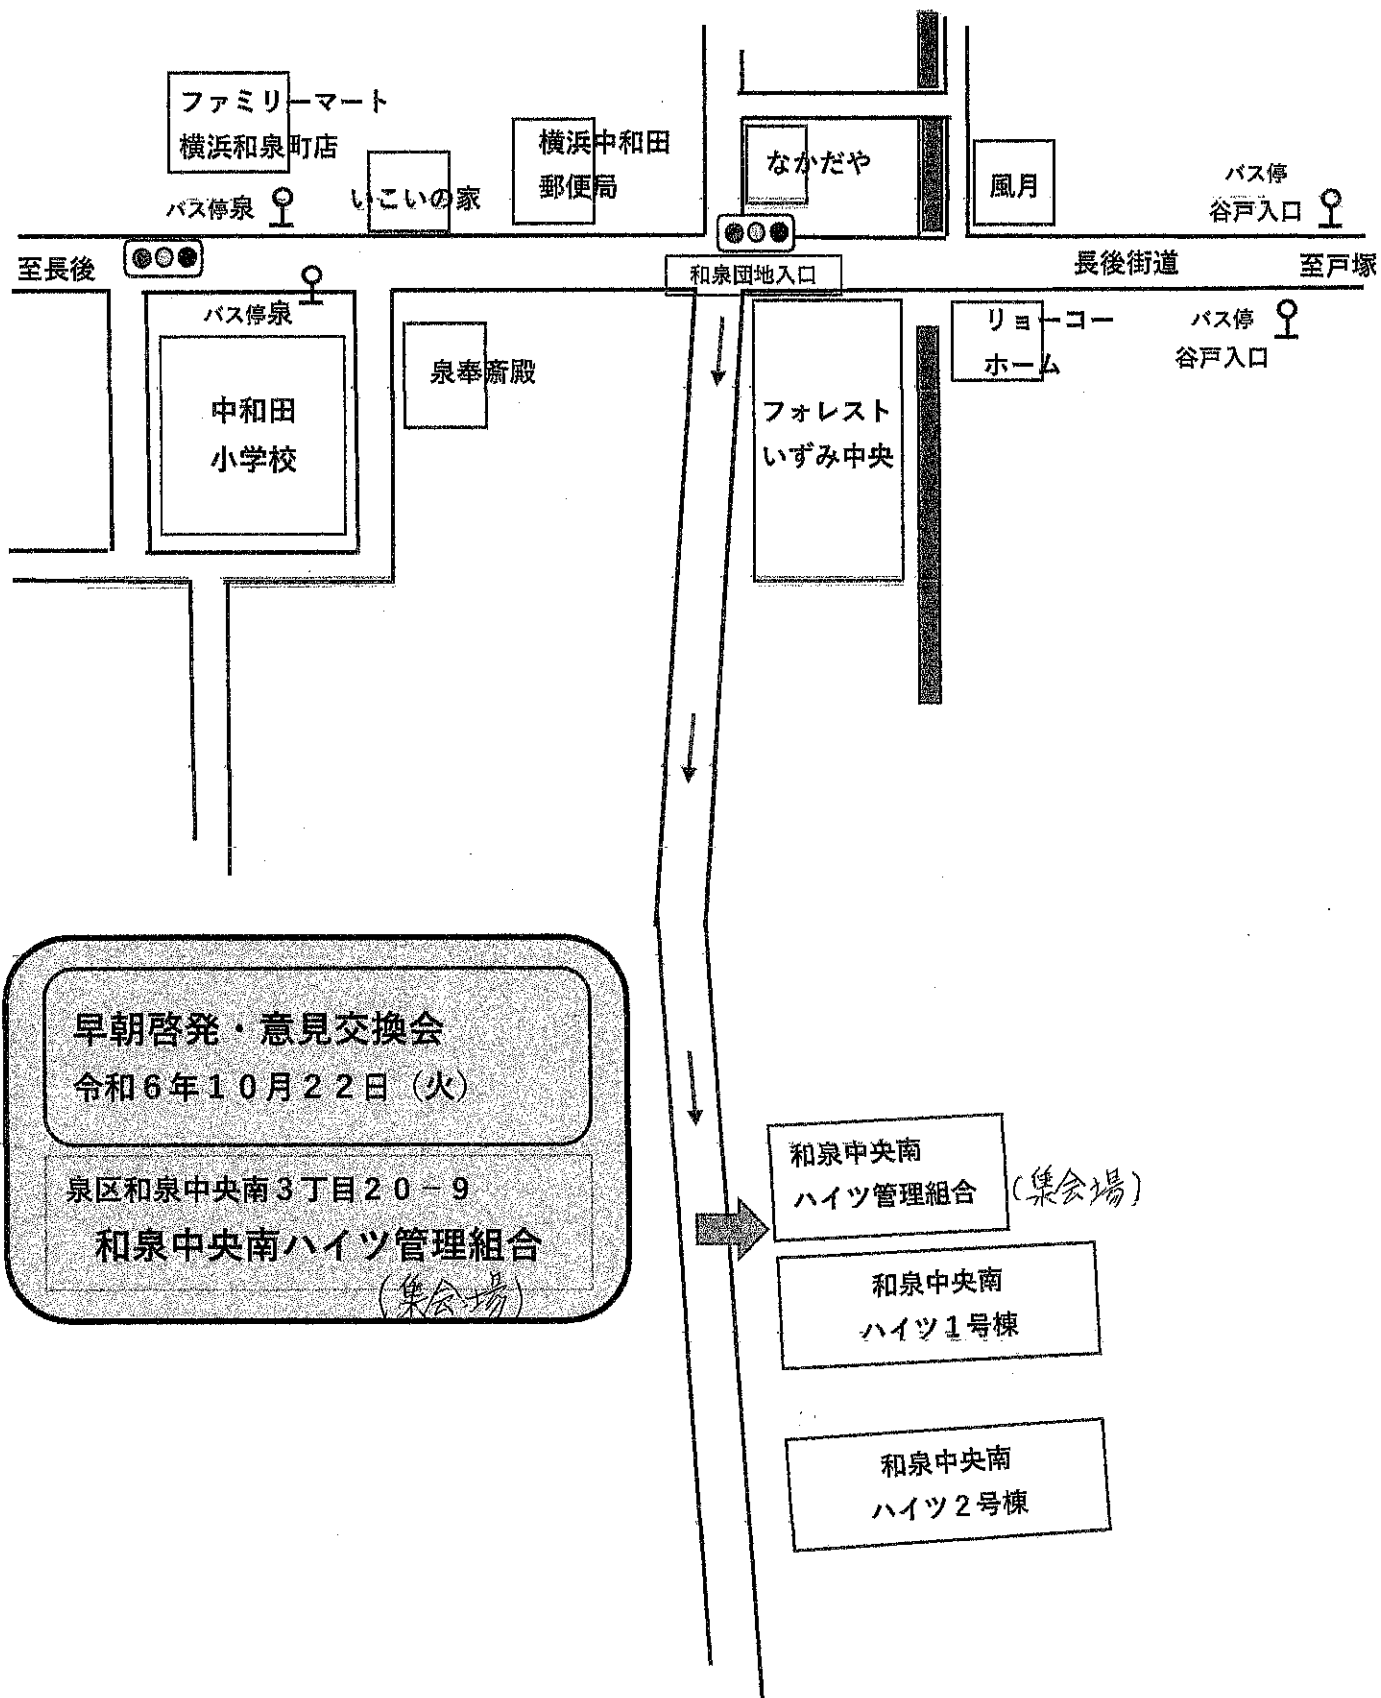 ファミリーマート
横浜和泉町店
バス停泉
いこいの家
横浜中和田
郵便局
なかだや
風月
バス停
谷戸入口
至長後
和泉団地入口
長後街道
至戸塚
バス停泉
中和田
小学校
泉奉斎殿
フォレスト
いずみ中央
リョーコー
ホーム
バス停
谷戸入口
早朝啓発・意見交換会
令和6年10月22日（火）
泉区和泉中央南3丁目20－9
和泉中央南ハイツ管理組合
（集会場）
和泉中央南
ハイツ管理組合
（集会場）
和泉中央南
ハイツ1号棟
和泉中央南
ハイツ2号棟